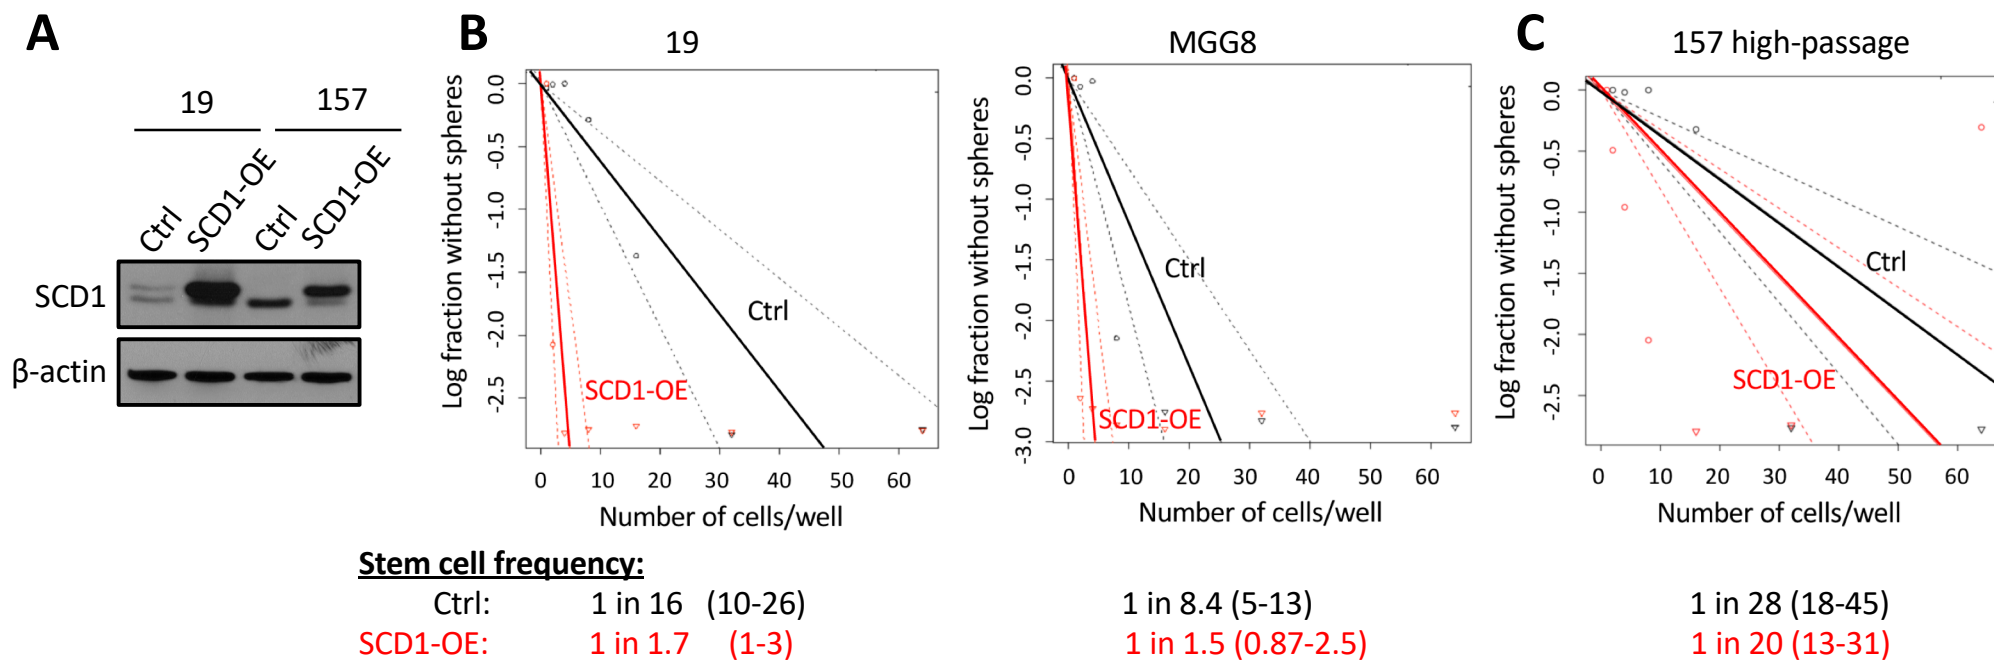 A
19 157
Ctrl SCD1-OE Ctrl SCD1-OE
SCD1
β-actin
B
19
Log fraction without spheres
0.0 -0.5 -1.0 -1.5 -2.0 -2.5
Ctrl
SCD1-OE
0 10 20 30 40 50 60
Number of cells/well
MGG8
Log fraction without spheres
0.0 -0.5 -1.0 -1.5 -2.0 -2.5 -3.0
Ctrl
SCD1-OE
0 10 20 30 40 50 60
Number of cells/well
C
157 high-passage
Log fraction without spheres
0.0 -0.5 -1.0 -1.5 -2.0 -2.5
Ctrl
SCD1-OE
0 10 20 30 40 50 60
Number of cells/well
Stem cell frequency:
Ctrl: 1 in 16 (10-26) 1 in 8.4 (5-13) 1 in 28 (18-45)
SCD1-OE: 1 in 1.7 (1-3) 1 in 1.5 (0.87-2.5) 1 in 20 (13-31)